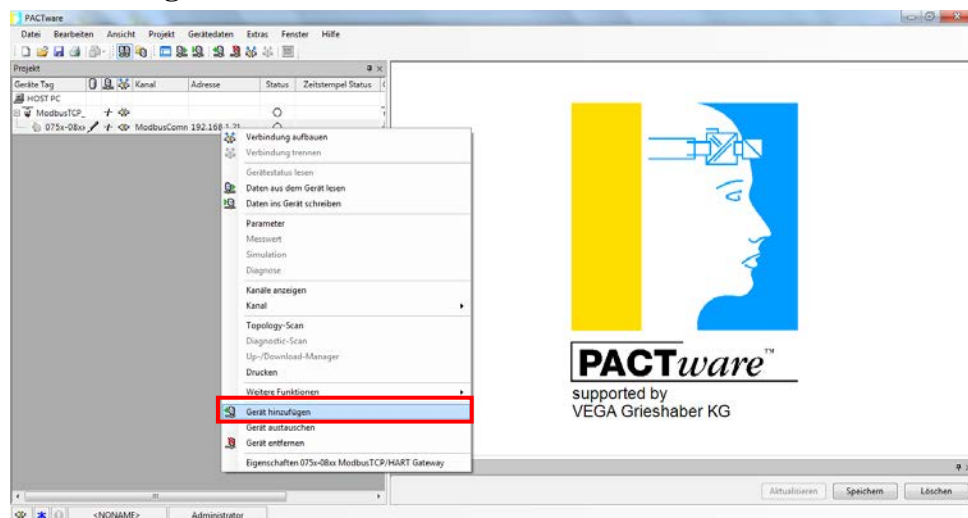 PACTware
Datei Bearbeiten Ansicht Projekt Gerätedaten Extras Fenster Hilfe
Projekt
Geräte Tag Kanal Adresse Status Zeitstempel Status
HOST PC
ModbusTCP_
075x-08xx ModbusComm 192.168.1.21
Verbindung aufbauen
Verbindung trennen
Gerätestatus lesen
Daten aus dem Gerät lesen
Daten ins Gerät schreiben
Parameter
Messwert
Simulation
Diagnose
Kanäle anzeigen
Kanal
Topology-Scan
Diagnostic-Scan
Up-/Download-Manager
Drucken
Weitere Funktionen
Gerät hinzufügen
Gerät austauschen
Gerät entfernen
Eigenschaften 075x-08xx ModbusTCP/HART Gateway
PACTware™
supported by
VEGA Grieshaber KG
Aktualisieren Speichern Löschen
<NONAME> Administrator